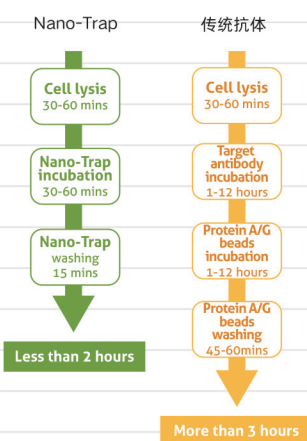 Nano-Trap
Cell lysis
30-60 mins
Nano-Trap
incubation
30-60 mins
Nano-Trap
washing
15 mins
Less than 2 hours
传统抗体
Cell lysis
30-60 mins
Target
antibody
incubation
1-12 hours
Protein A/G
beads
incubation
1-12 hours
Protein A/G
beads
washing
45-60mins
More than 3 hours